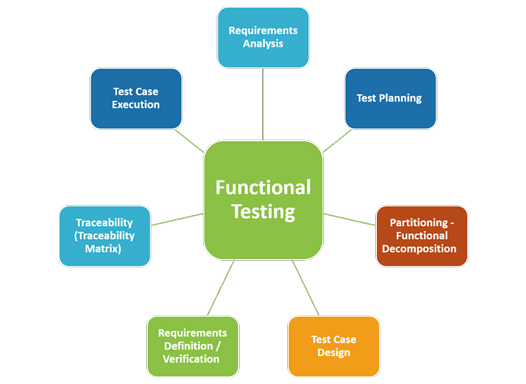 Requirements
Analysis
Test Case
Execution
Test Planning
Functional
Testing
Traceability
(Traceability
Matrix)
Partitioning -
Functional
Decomposition
Requirements
Definition /
Verification
Test Case
Design